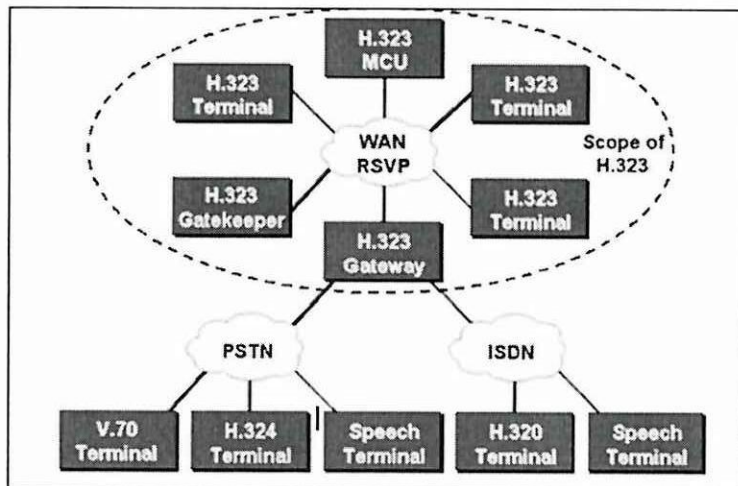 H.323
MCU
H.323
Terminal
H.323
Terminal
WAN
RSVP
Scope of
H.323
H.323
Gatekeeper
H.323
Terminal
H.323
Gateway
PSTN
ISDN
V.70
Terminal
H.324
Terminal
Speech
Terminal
H.320
Terminal
Speech
Terminal